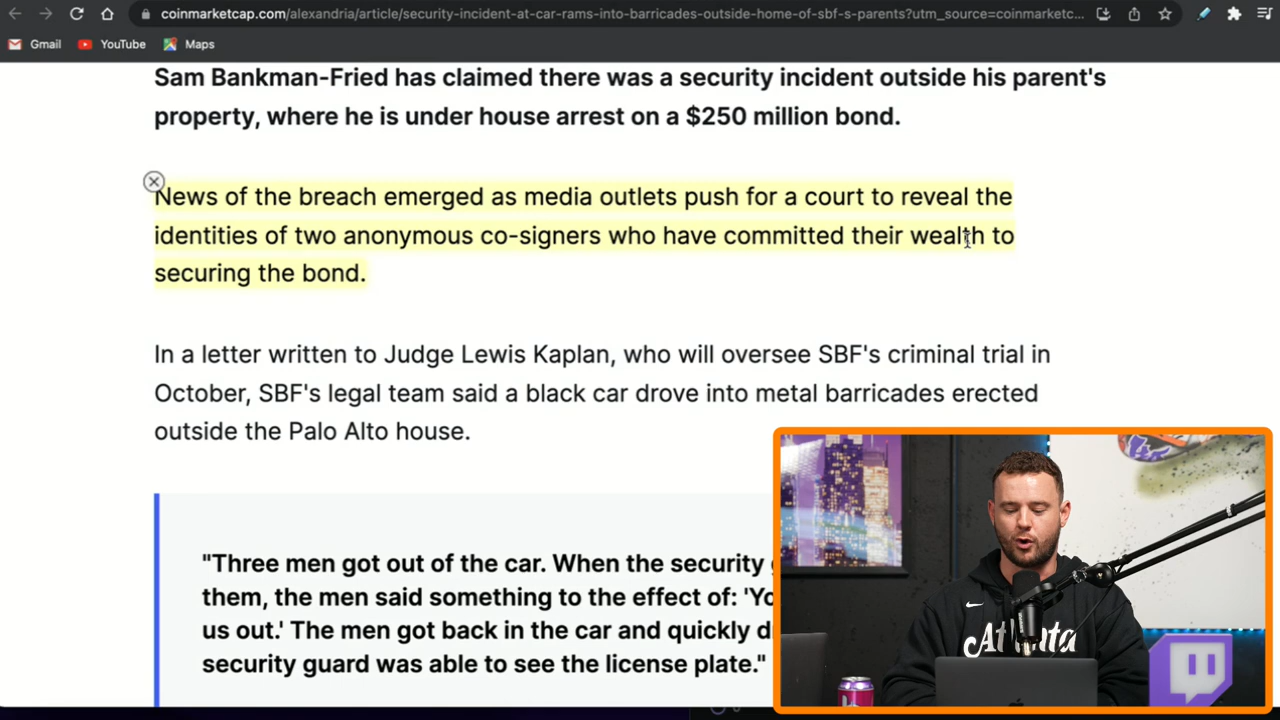 coinmarketcap.com/alexandria/article/security-incident-at-car-rams-into-barricades-outside-home-of-sbf-s-parents?utm_source=coinmarketc...
Gmail YouTube Maps
Sam Bankman-Fried has claimed there was a security incident outside his parent's
property, where he is under house arrest on a $250 million bond.
News of the breach emerged as media outlets push for a court to reveal the
identities of two anonymous co-signers who have committed their wealth to
securing the bond.
In a letter written to Judge Lewis Kaplan, who will oversee SBF's criminal trial in
October, SBF's legal team said a black car drove into metal barricades erected
outside the Palo Alto house.
"Three men got out of the car. When the security
them, the men said something to the effect of: 'Yo
us out.' The men got back in the car and quickly d
security guard was able to see the license plate."
Atlanta